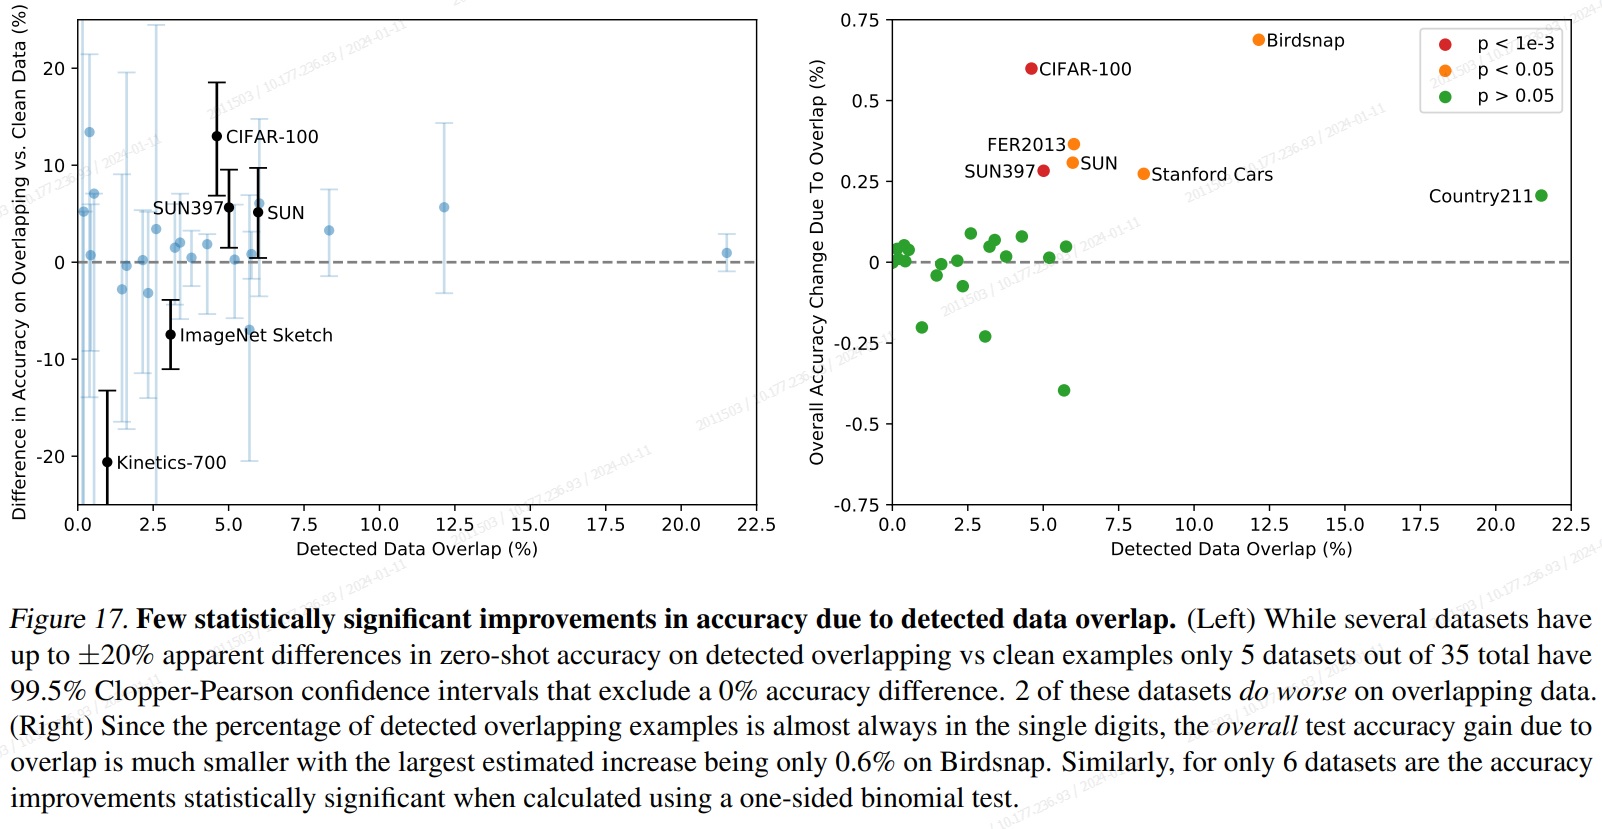 Difference in Accuracy on Overlapping vs. Clean Data (%)
20
10
0
-10
-20
CIFAR-100
SUN397
SUN
ImageNet Sketch
Kinetics-700
0.0 2.5 5.0 7.5 10.0 12.5 15.0 17.5 20.0 22.5
Detected Data Overlap (%)
Overall Accuracy Change Due To Overlap (%)
0.75
0.5
0.25
0
-0.25
-0.5
-0.75
Birdsnap
CIFAR-100
FER2013
SUN
SUN397
Stanford Cars
Country211
p < 1e-3
p < 0.05
p > 0.05
0.0 2.5 5.0 7.5 10.0 12.5 15.0 17.5 20.0 22.5
Detected Data Overlap (%)
Figure 17. Few statistically significant improvements in accuracy due to detected data overlap. (Left) While several datasets have
up to ±20% apparent differences in zero-shot accuracy on detected overlapping vs clean examples only 5 datasets out of 35 total have
99.5% Clopper-Pearson confidence intervals that exclude a 0% accuracy difference. 2 of these datasets do worse on overlapping data.
(Right) Since the percentage of detected overlapping examples is almost always in the single digits, the overall test accuracy gain due to
overlap is much smaller with the largest estimated increase being only 0.6% on Birdsnap. Similarly, for only 6 datasets are the accuracy
improvements statistically significant when calculated using a one-sided binomial test.
2011503 / 10.177.236.93 / 2024-01-11